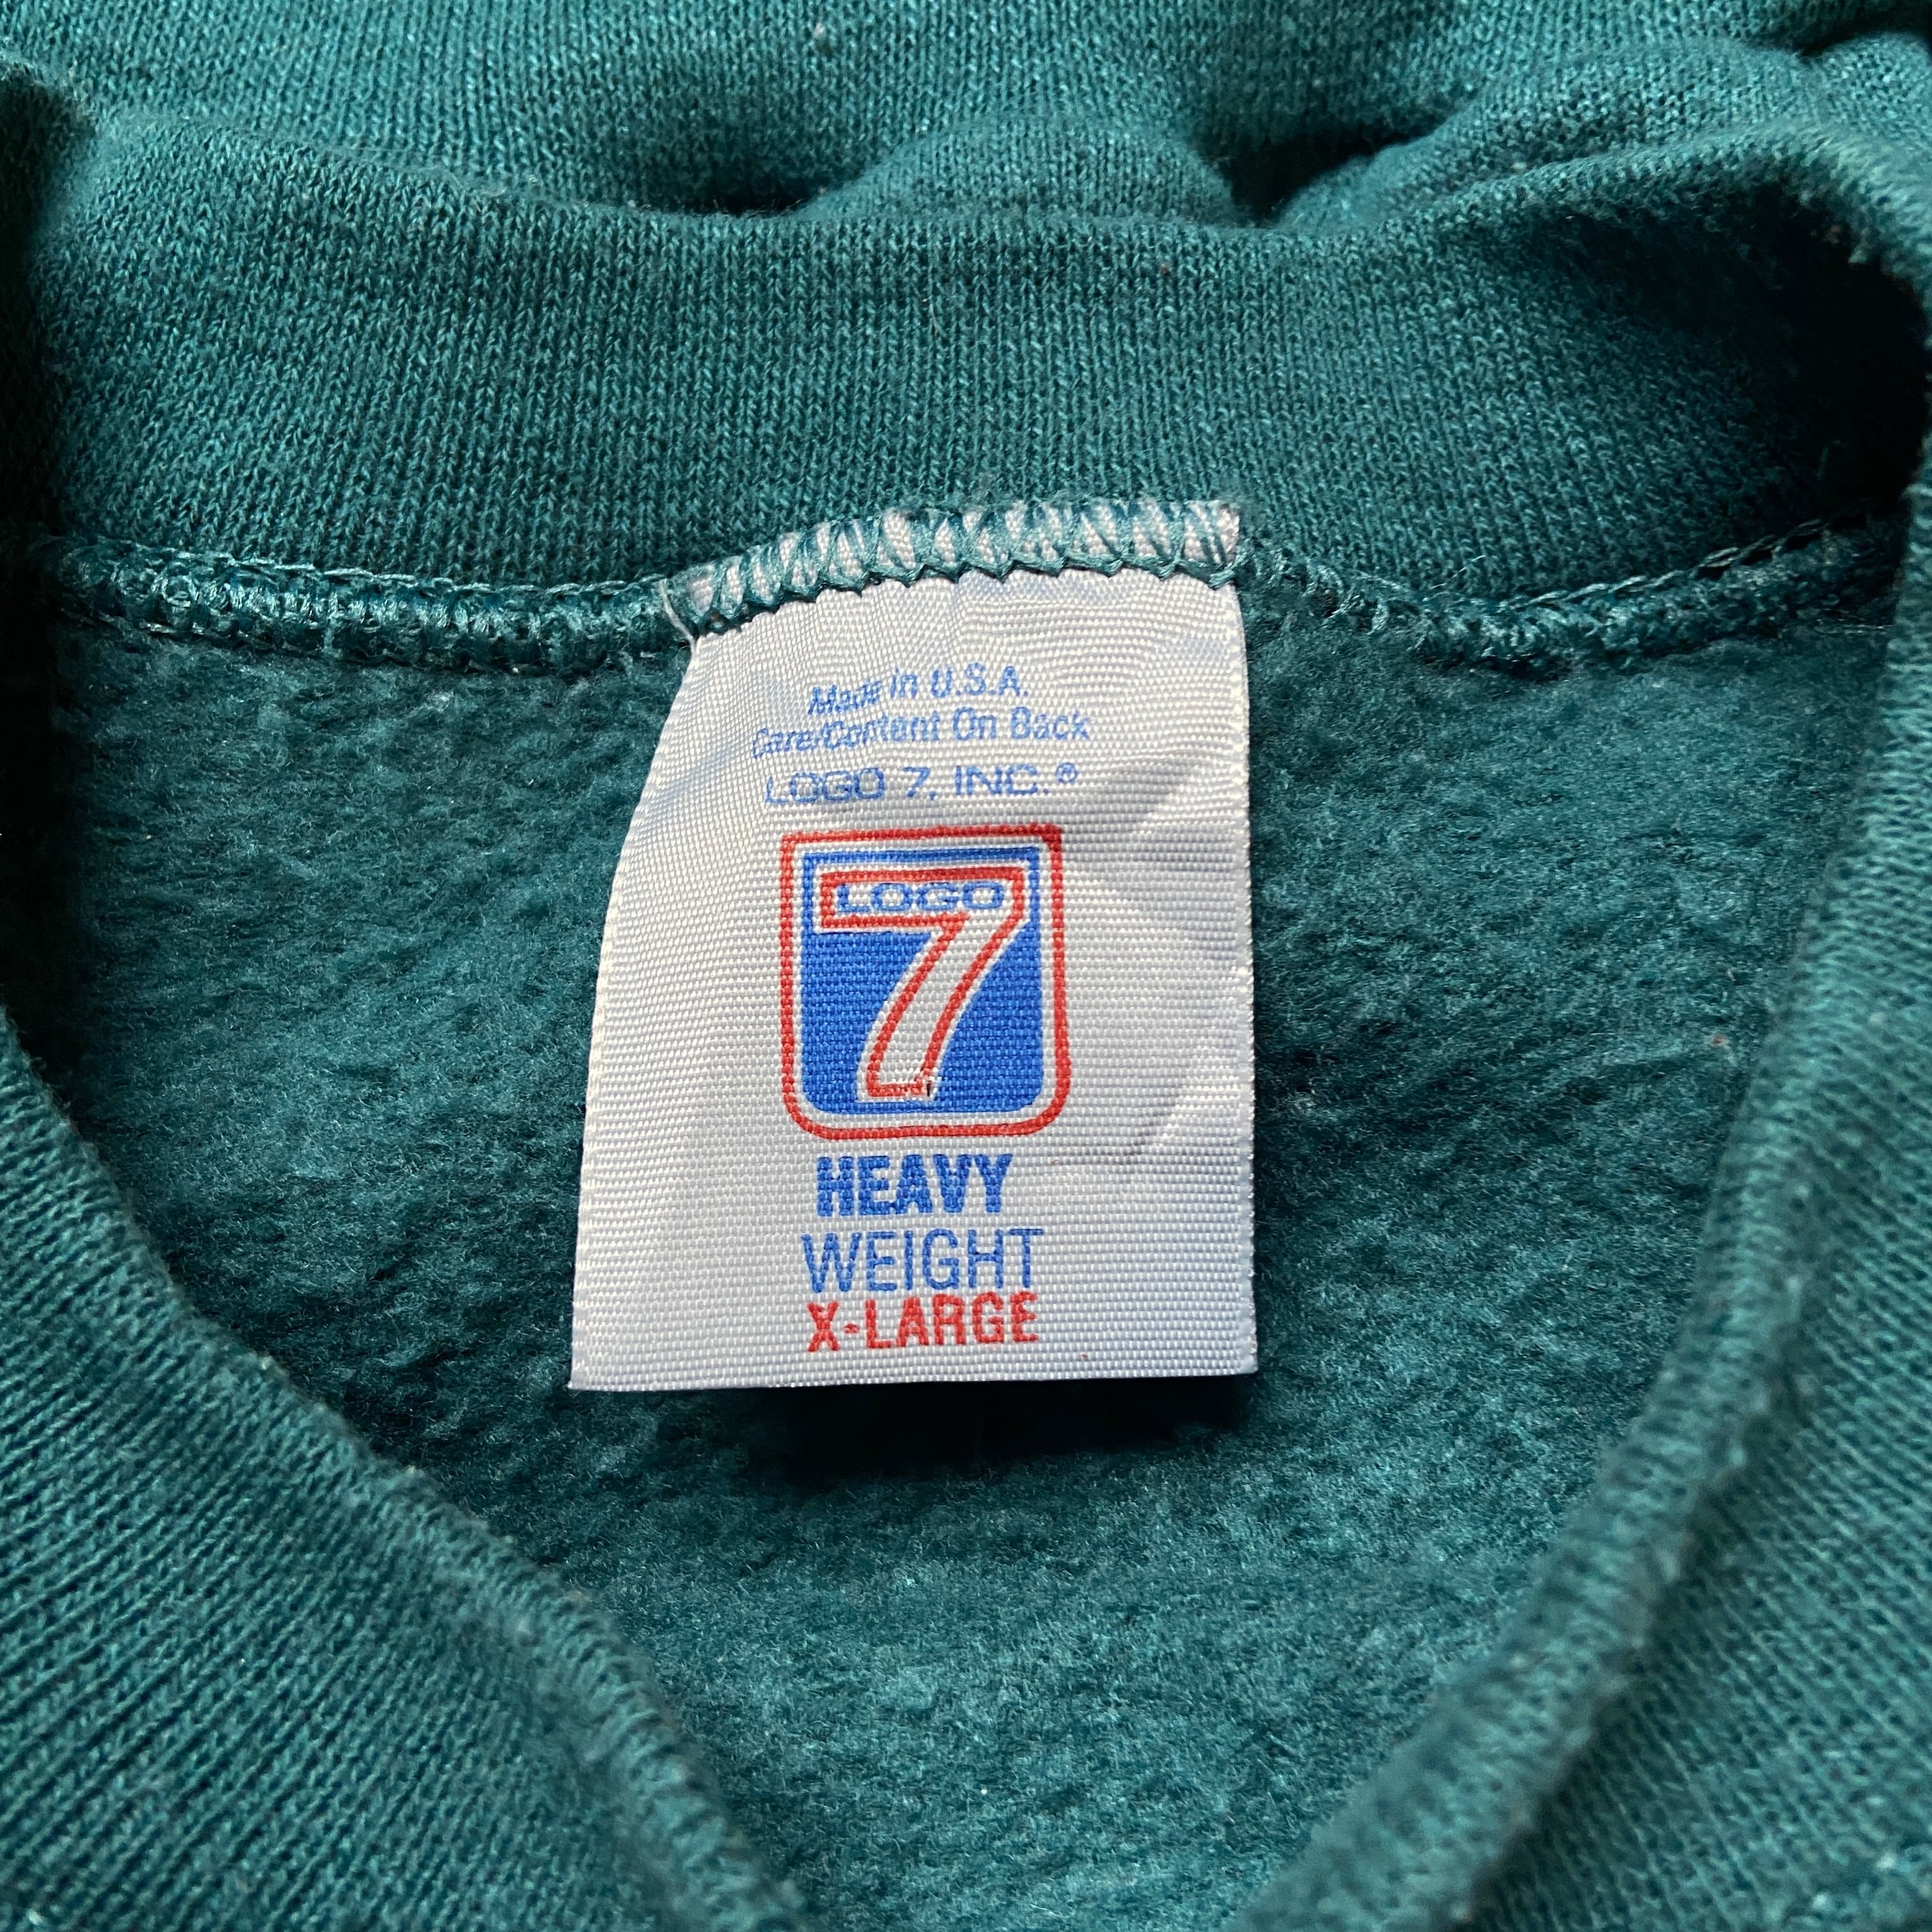 Made in U.S.A.
Care/Content On Back
LOGO 7, INC.®
LOGO
7
HEAVY
WEIGHT
X-LARGE